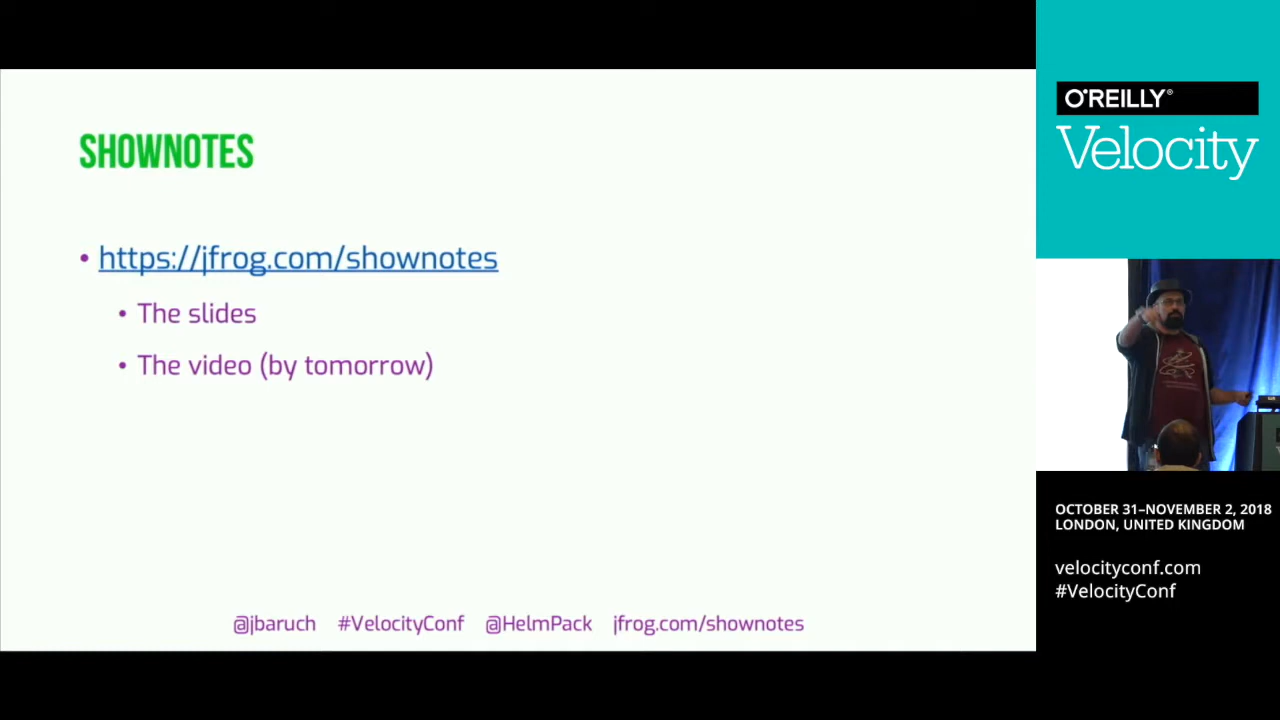 SHOWNOTES
• https://jfrog.com/shownotes
• The slides
• The video (by tomorrow)
@jbaruch #VelocityConf @HelmPack jfrog.com/shownotes
O'REILLY®
Velocity
OCTOBER 31–NOVEMBER 2, 2018
LONDON, UNITED KINGDOM
velocityconf.com
#VelocityConf